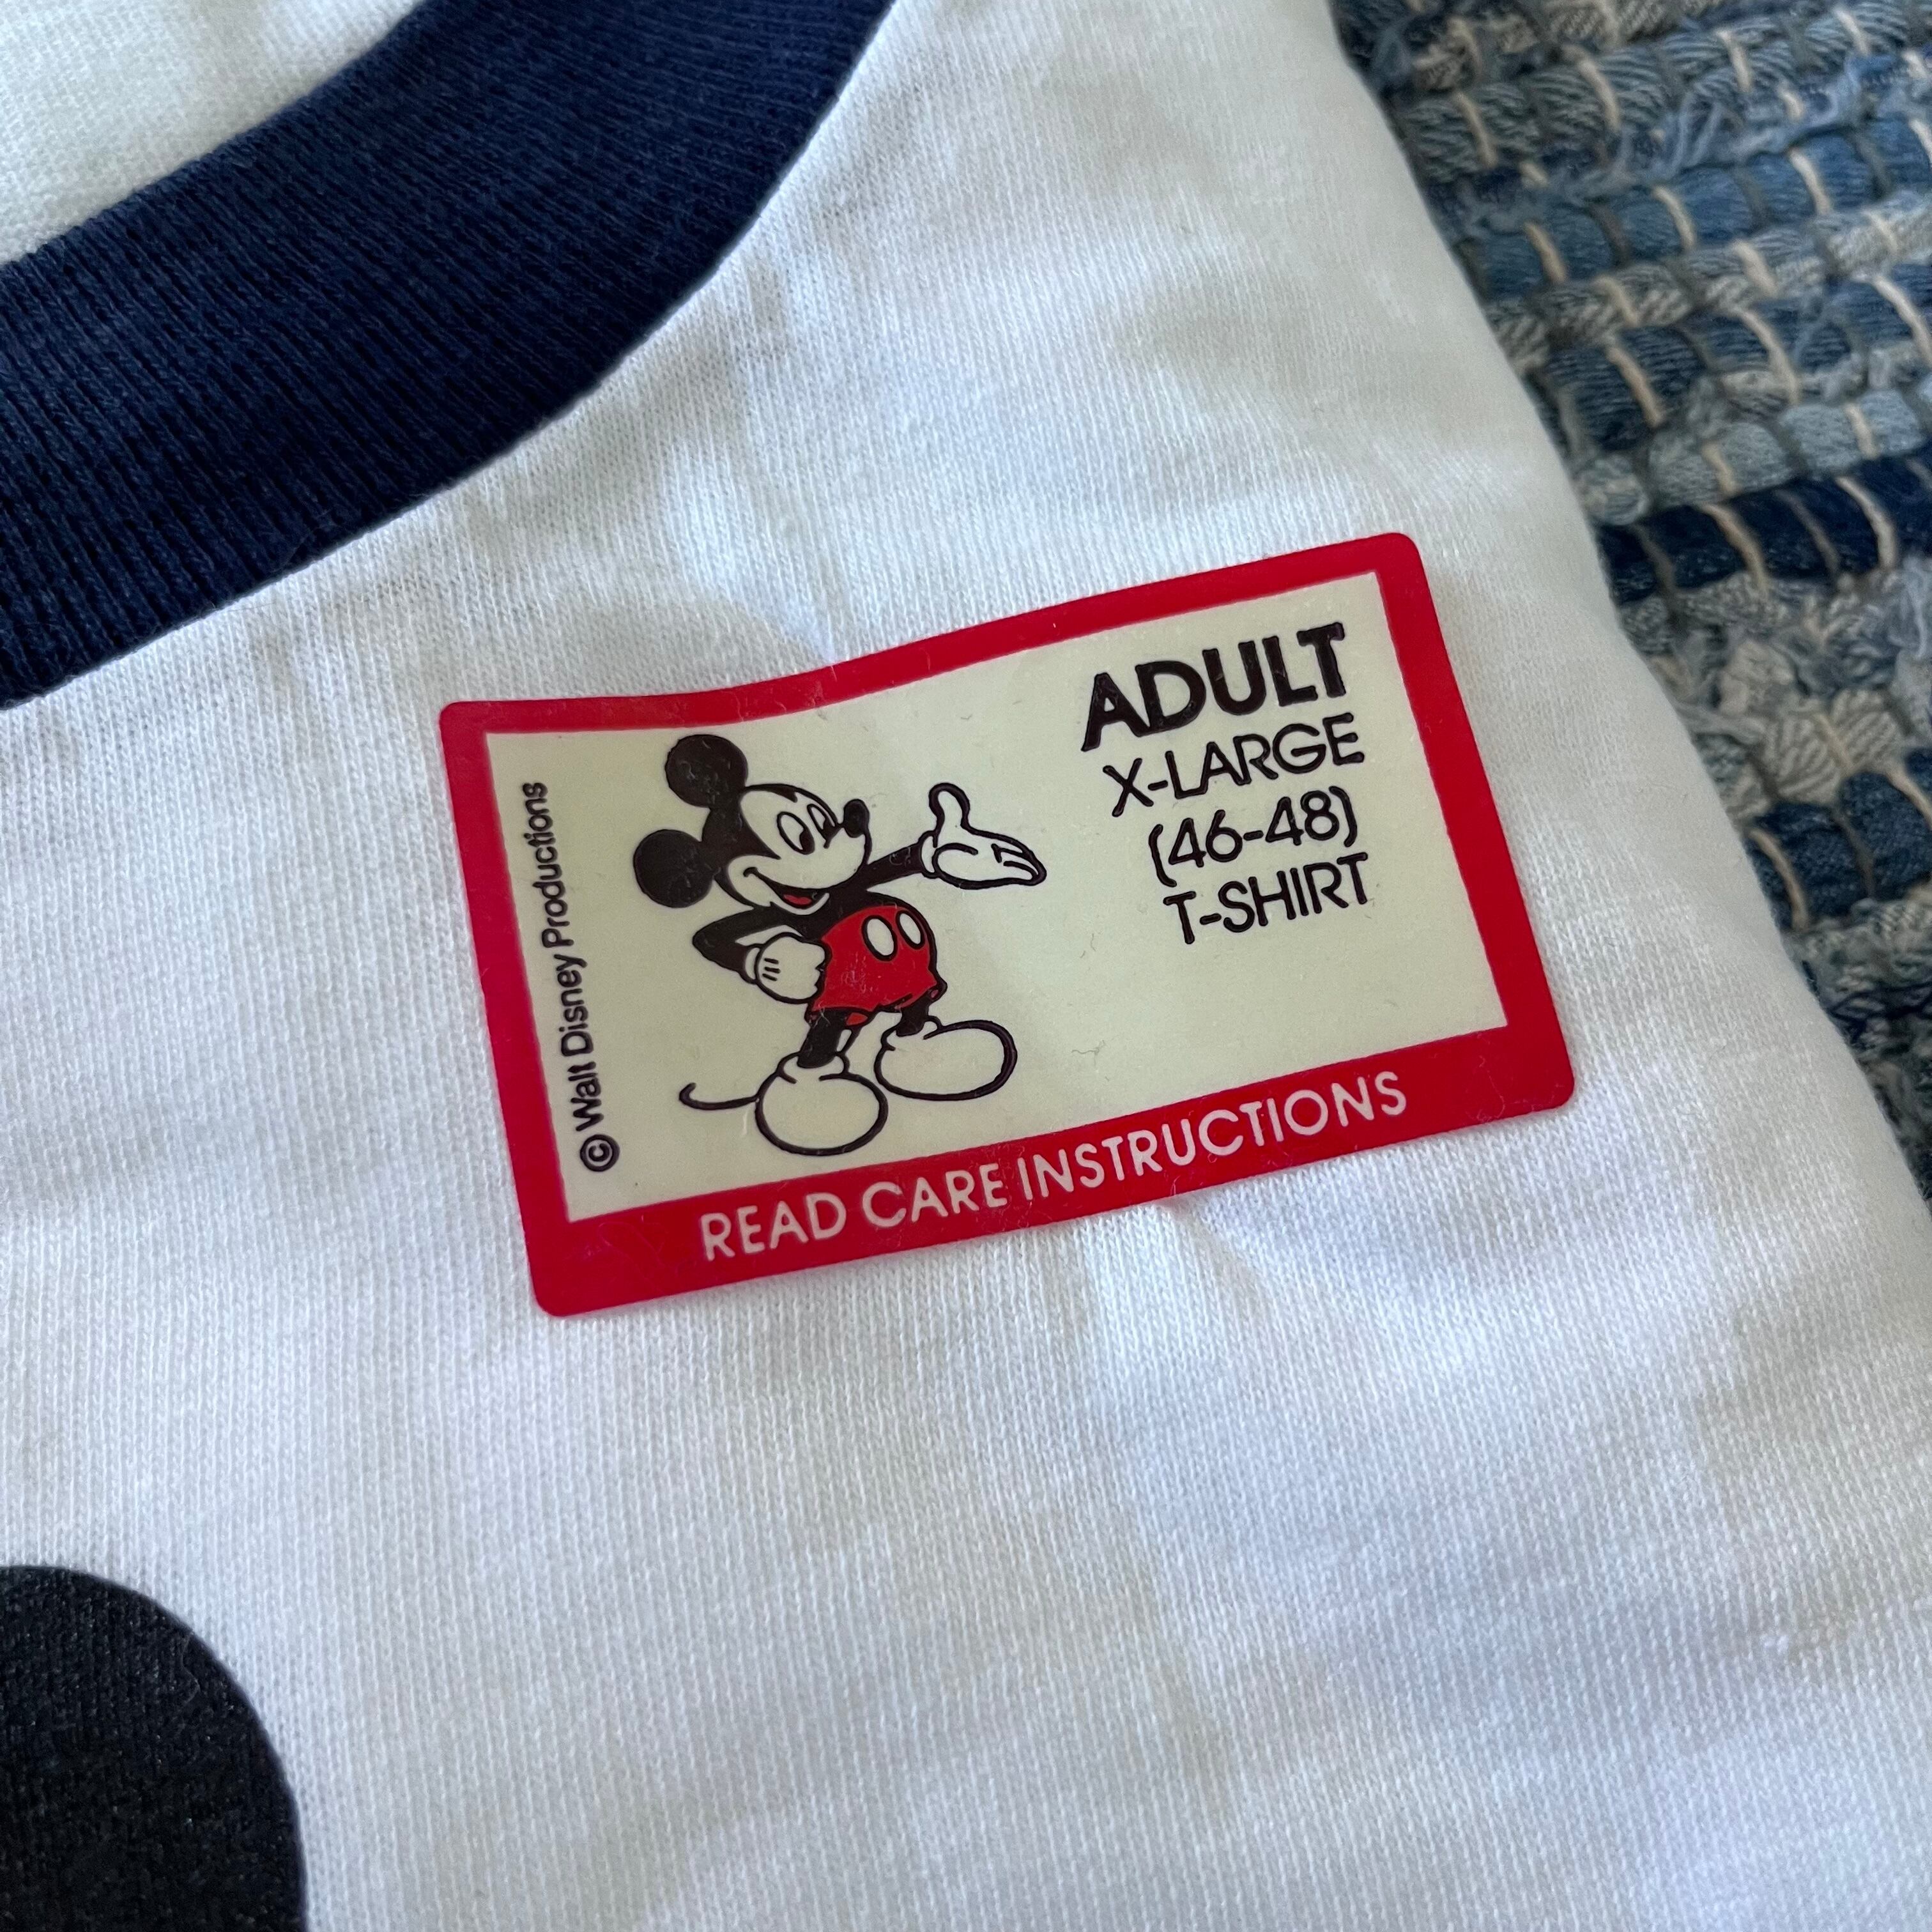 ADULT
X-LARGE
(46-48)
T-SHIRT
© Walt Disney Productions
READ CARE INSTRUCTIONS